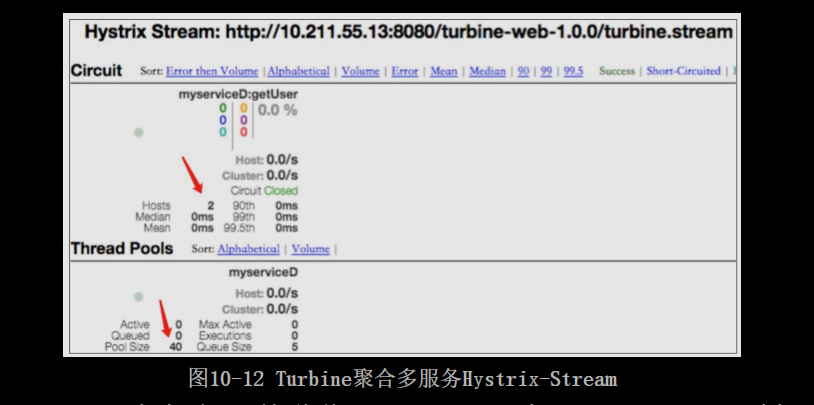 Hystrix Stream: http://10.211.55.13:8080/turbine-web-1.0.0/turbine.stream
Circuit Sort: Error then Volume | Alphabetical | Volume | Error | Mean | Median | 90 | 99 | 99.5 Success | Short-Circuited |
myserviceD:getUser
0 0 0.0 %
0 0
0 0
Host: 0.0/s
Cluster: 0.0/s
Circuit Closed
Hosts 2 90th 0ms
Median 0ms 99th 0ms
Mean 0ms 99.5th 0ms
Thread Pools Sort: Alphabetical | Volume |
myserviceD
Host: 0.0/s
Cluster: 0.0/s
Active 0 Max Active 0
Queued 0 Executions 0
Pool Size 40 Queue Size 5
图10-12 Turbine聚合多服务Hystrix-Stream